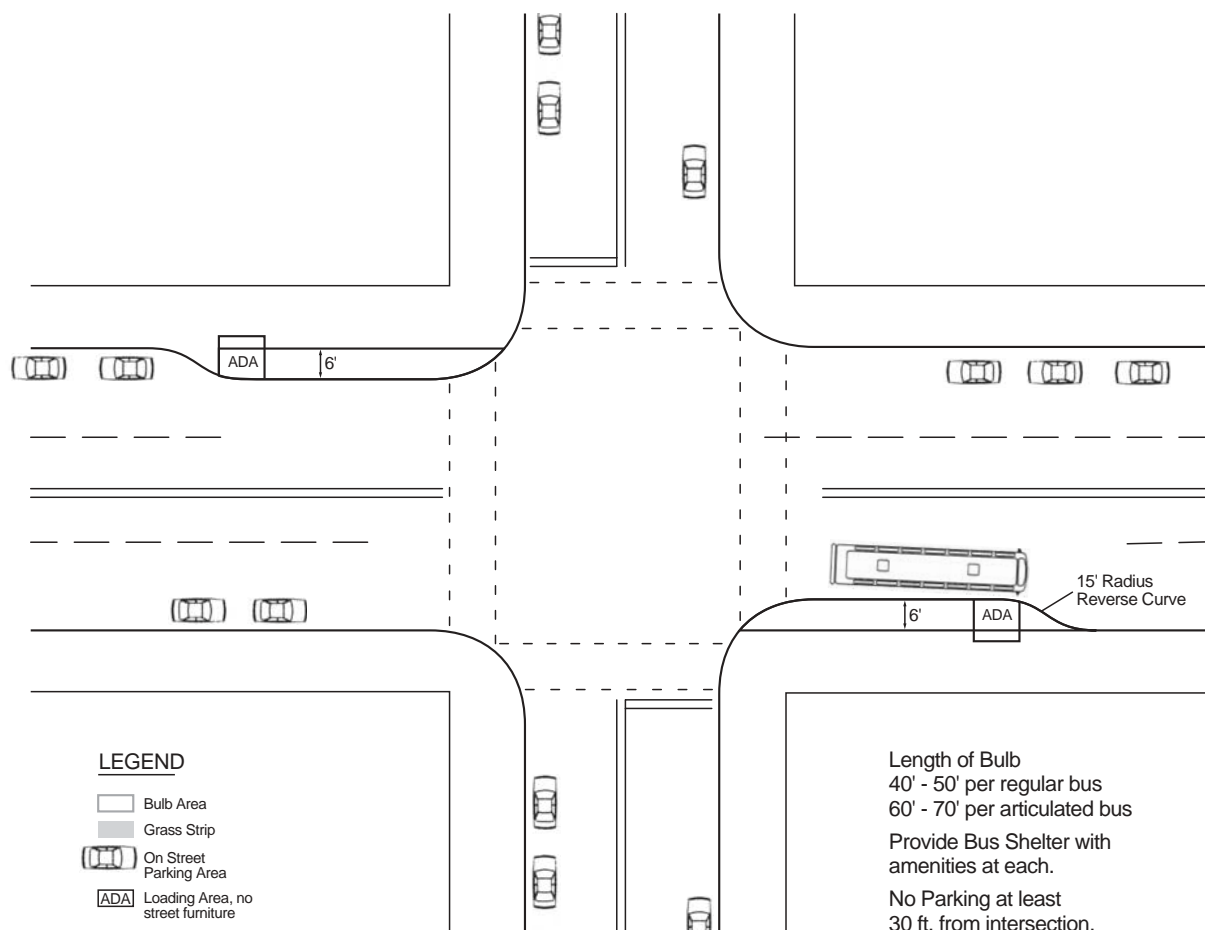 ADA
6'
15' Radius
Reverse Curve
6'
ADA
LEGEND
Bulb Area
Grass Strip
On Street
Parking Area
ADA
Loading Area, no
street furniture
Length of Bulb
40' - 50' per regular bus
60' - 70' per articulated bus
Provide Bus Shelter with
amenities at each.
No Parking at least
30 ft. from intersection.